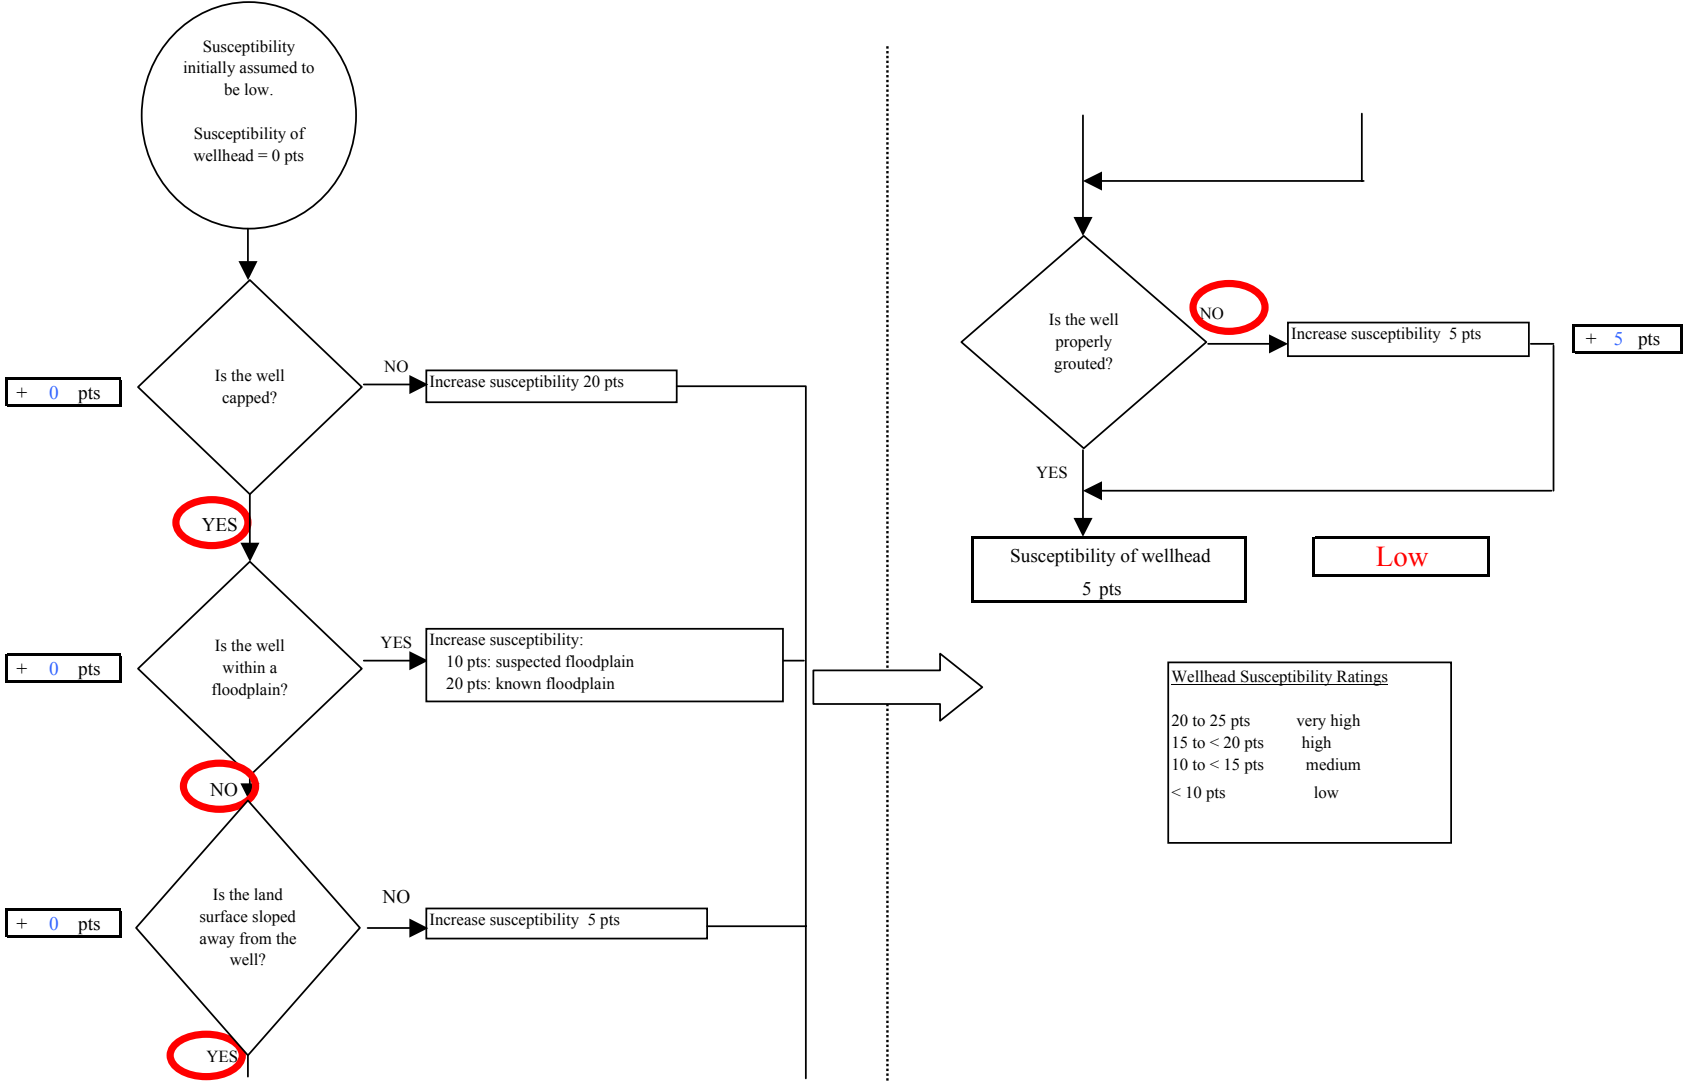 Susceptibility
initially assumed to
be low.
Susceptibility of
wellhead = 0 pts
Is the well
capped?
NO
Increase susceptibility 20 pts
+ 0 pts
YES
Is the well
within a
floodplain?
YES
Increase susceptibility:
10 pts: suspected floodplain
20 pts: known floodplain
+ 0 pts
NO
Is the land
surface sloped
away from the
well?
NO
Increase susceptibility 5 pts
+ 0 pts
YES
Is the well
properly
grouted?
NO
Increase susceptibility 5 pts
+ 5 pts
YES
Susceptibility of wellhead
5 pts
Low
Wellhead Susceptibility Ratings
20 to 25 pts very high
15 to < 20 pts high
10 to < 15 pts medium
< 10 pts low